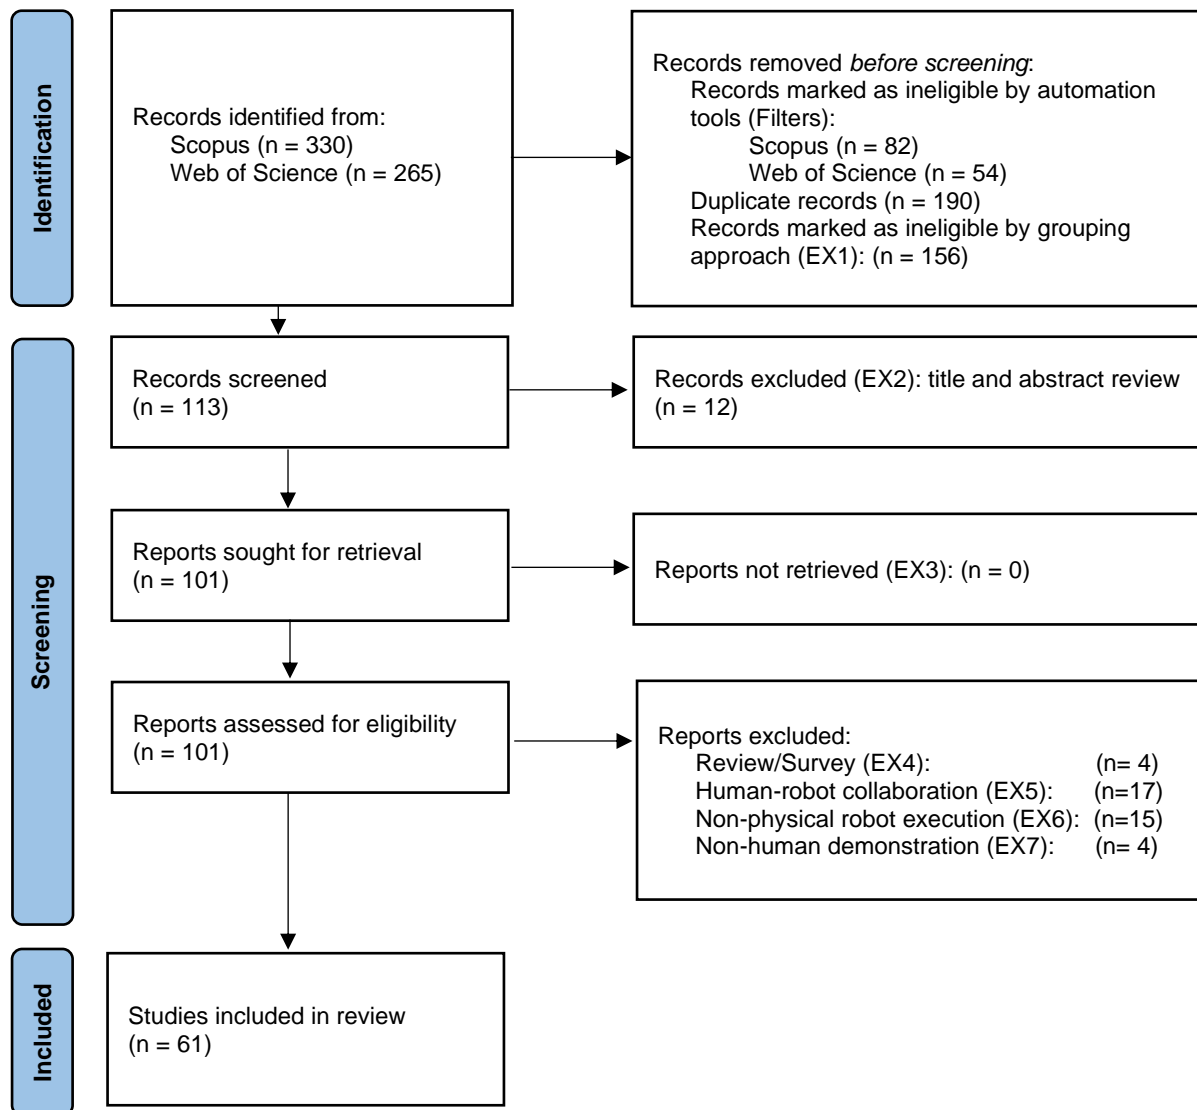 Identification
Records identified from:
Scopus (n = 330)
Web of Science (n = 265)
Records removed before screening:
Records marked as ineligible by automation
tools (Filters):
Scopus (n = 82)
Web of Science (n = 54)
Duplicate records (n = 190)
Records marked as ineligible by grouping
approach (EX1): (n = 156)
Screening
Records screened
(n = 113)
Records excluded (EX2): title and abstract review
(n = 12)
Reports sought for retrieval
(n = 101)
Reports not retrieved (EX3): (n = 0)
Reports assessed for eligibility
(n = 101)
Reports excluded:
Review/Survey (EX4): (n= 4)
Human-robot collaboration (EX5): (n=17)
Non-physical robot execution (EX6): (n=15)
Non-human demonstration (EX7): (n= 4)
Included
Studies included in review
(n = 61)